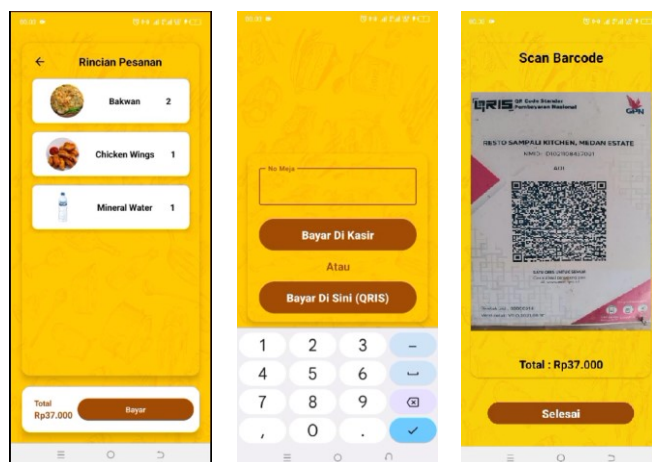 Rincian Pesanan
Bakwan 2
Chicken Wings 1
Mineral Water 1
Total
Rp37.000
Bayar
No Meja
Bayar Di Kasir
Atau
Bayar Di Sini (QRIS)
1 2 3 -
4 5 6
7 8 9
, 0 .
Scan Barcode
QRIS QR Code Standar
Pembayaran Nasional
GPN
RESTO SAMPALI KITCHEN, MEDAN ESTATE
A01
Total : Rp37.000
Selesai